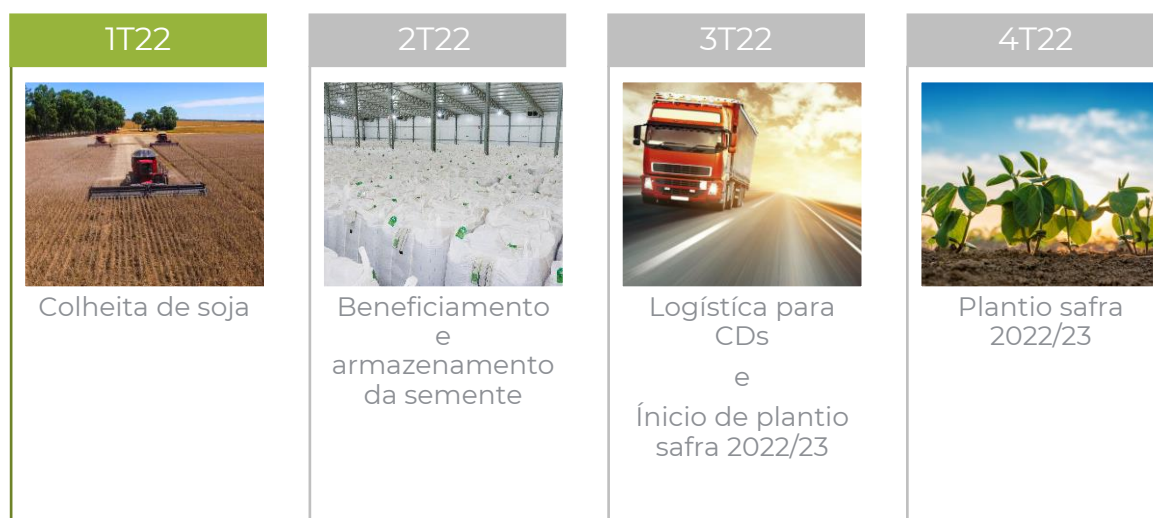 1T22
Colheita de soja
2T22
Beneficiamento
e
armazenamento
da semente
3T22
Logístíca para
CDs
e
Ínicio de plantio
safra 2022/23
4T22
Plantio safra
2022/23